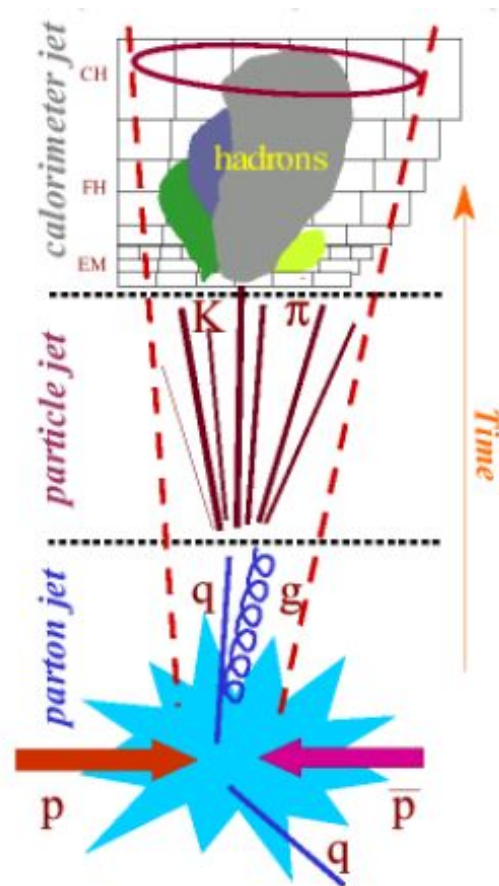 calorimeter jet
CH
FH
EM
hadrons
K
π
particle jet
Time
parton jet
q
g
p
p̅
q